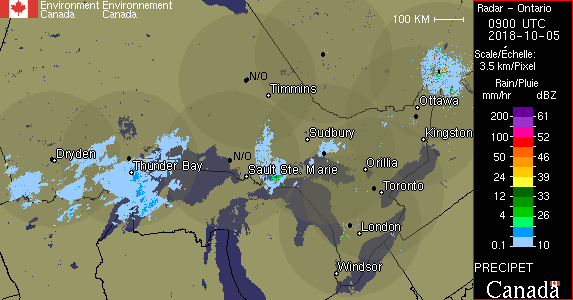 Environment Environnement
Canada Canada
100 KM
N/O
Timmins
Ottawa
Sudbury
Kingston
Dryden
N/O
Thunder Bay
Sault Ste. Marie
Orillia
Toronto
London
Windsor
Radar - Ontario
0900 UTC
2018-10-05
Scale/Échelle:
3.5 km/Pixel
Rain/Pluie
mm/hr dBZ
200 61
100 52
50 46
24 39
12 33
4 26
0.1 10
PRECIPET
Canada